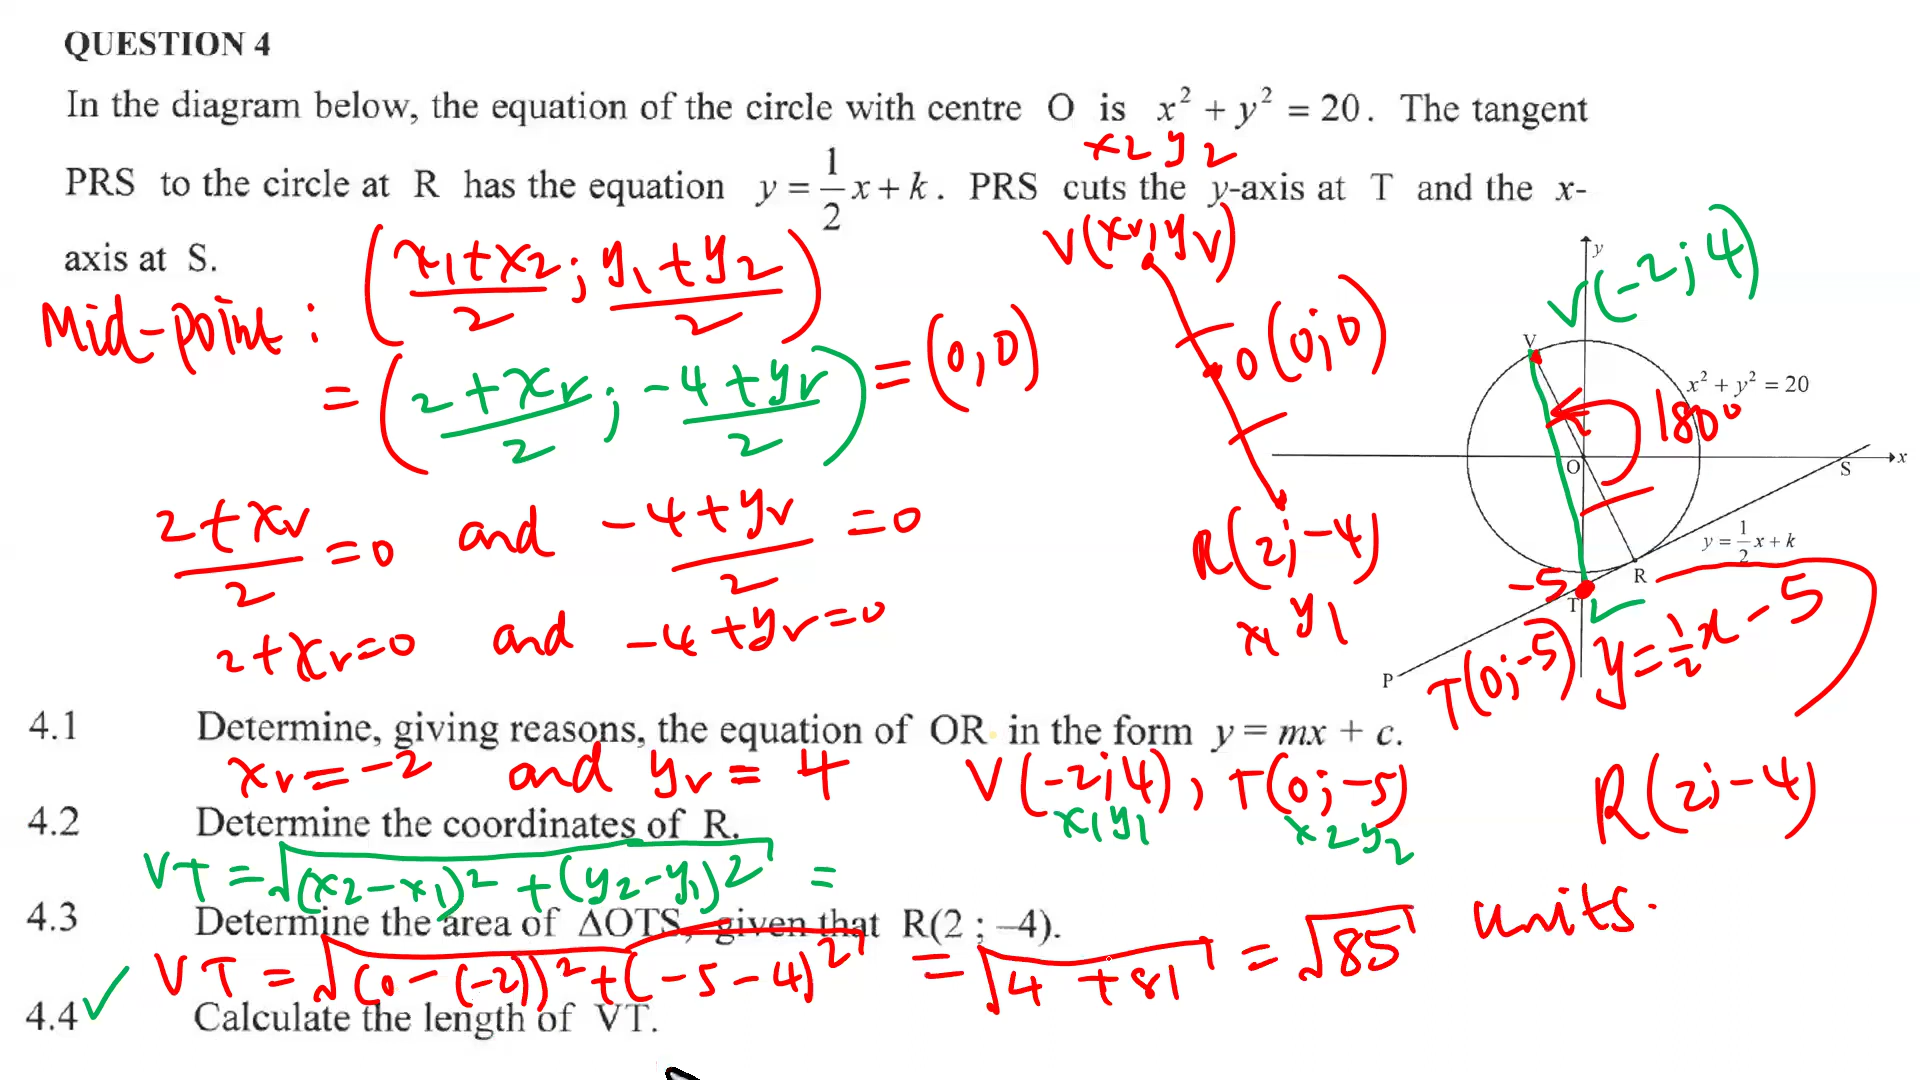 QUESTION 4
In the diagram below, the equation of the circle with centre O is x² + y² = 20. The tangent
x2 y2
PRS to the circle at R has the equation y = 1/2 x + k. PRS cuts the y-axis at T and the x-
axis at S.
Mid-point : (x1+x2/2 ; y1+y2/2)
= (2+xv/2 ; -4+yv/2) = (0,0)
2+xv/2 =0 and -4+yv/2 =0
2+xv=0 and -4+yv=0
V(xv;yv)
O(0;0)
R(2;-4)
x1 y1
y
V(-2;4)
V
x² + y² = 20
180°
O
S
x
y = 1/2 x + k
R
-5
T
T(0;-5) y=1/2x-5
P
4.1 Determine, giving reasons, the equation of OR in the form y = mx + c.
xv=-2 and yv=4 V(-2;4), T(0;-5) R(2;-4)
x1y1 x2y2
4.2 Determine the coordinates of R.
VT=√(x2-x1)²+(y2-y1)² =
4.3 Determine the area of ΔOTS, given that R(2 ; –4).
VT=√(0-(-2))²+(-5-4)² = √4+81 = √85 units.
4.4 Calculate the length of VT.